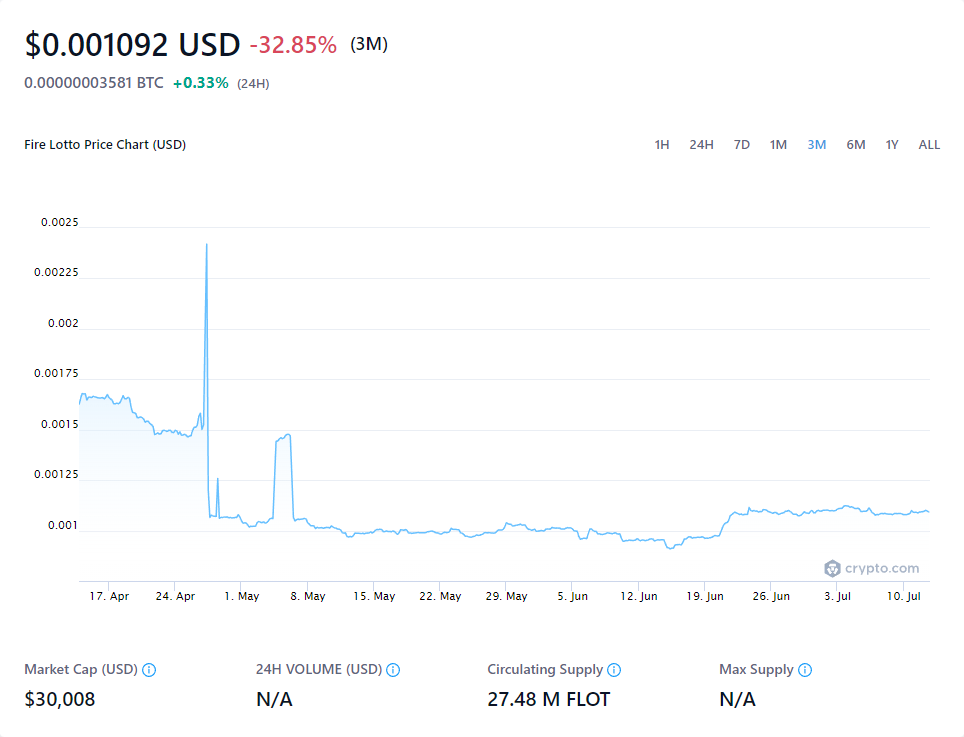 $0.001092 USD -32.85% (3M)
0.00000003581 BTC +0.33% (24H)
Fire Lotto Price Chart (USD) 1H 24H 7D 1M 3M 6M 1Y ALL
0.0025
0.00225
0.002
0.00175
0.0015
0.00125
0.001
crypto.com
17. Apr 24. Apr 1. May 8. May 15. May 22. May 29. May 5. Jun 12. Jun 19. Jun 26. Jun 3. Jul 10. Jul
Market Cap (USD) 24H VOLUME (USD) Circulating Supply Max Supply
$30,008 N/A 27.48 M FLOT N/A